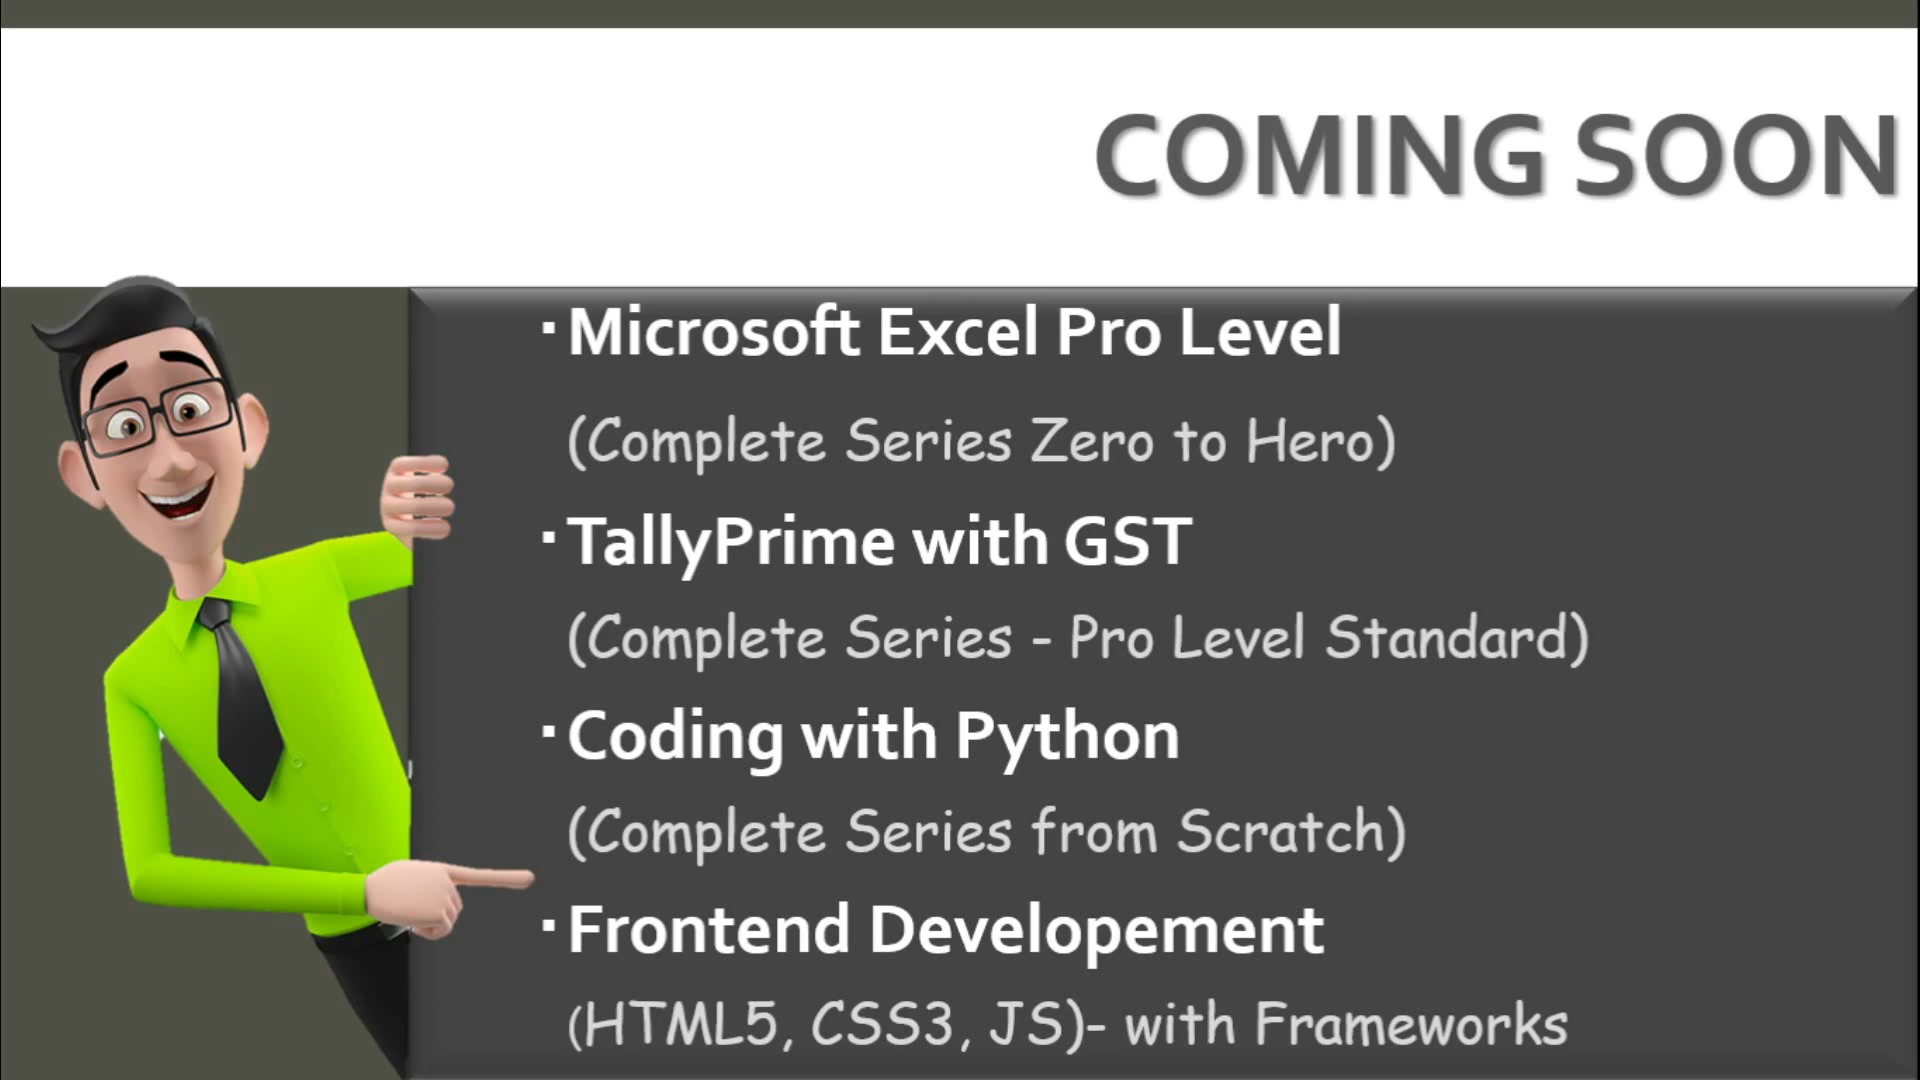 COMING SOON
▪ Microsoft Excel Pro Level
(Complete Series Zero to Hero)
▪ TallyPrime with GST
(Complete Series - Pro Level Standard)
▪ Coding with Python
(Complete Series from Scratch)
▪ Frontend Developement
(HTML5, CSS3, JS)- with Frameworks